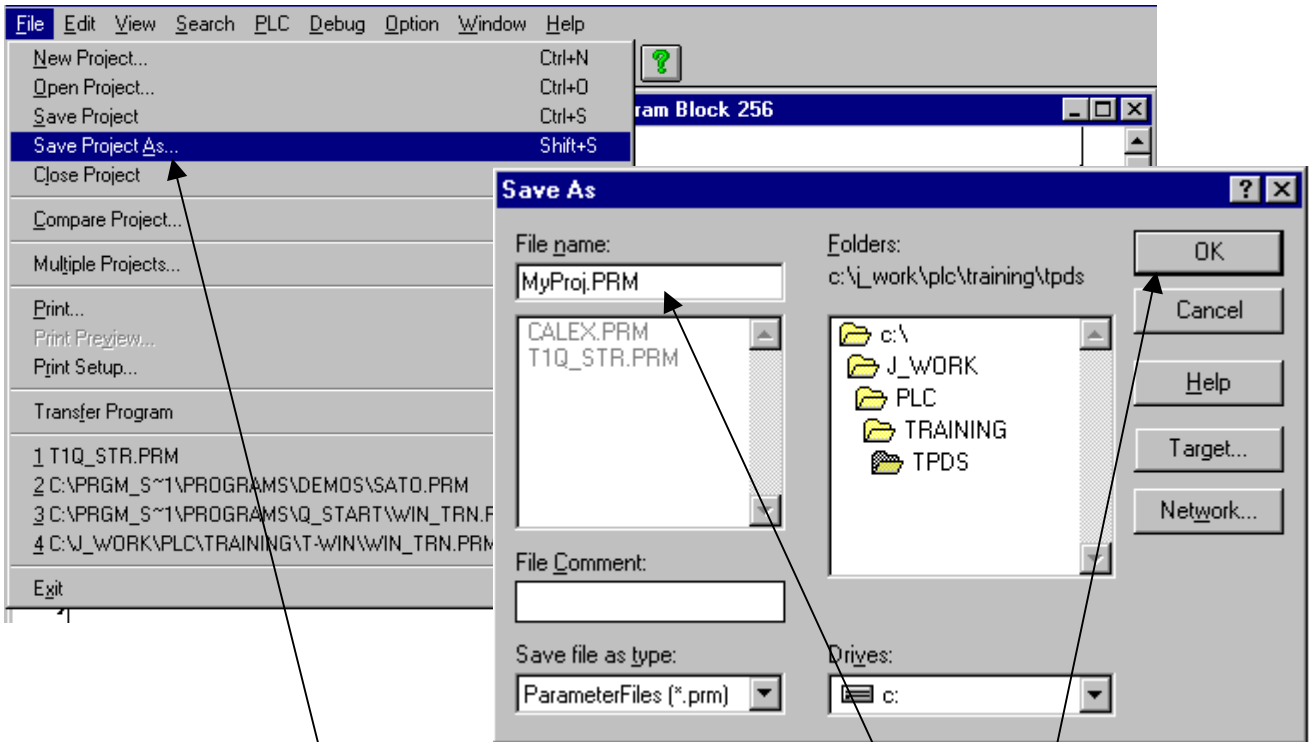 File Edit View Search PLC Debug Option Window Help
New Project... Ctrl+N
Open Project... Ctrl+O
Save Project Ctrl+S
Save Project As... Shift+S
Close Project
Compare Project...
Multiple Projects...
Print...
Print Preview...
Print Setup...
Transfer Program
1 T1Q_STR.PRM
2 C:\PRGM_S~1\PROGRAMS\DEMOS\SATO.PRM
3 C:\PRGM_S~1\PROGRAMS\Q_START\WIN_TRN.P
4 C:\J_WORK\PLC\TRAINING\T-WIN\WIN_TRN.PRM
Exit
?
ram Block 256
Save As
File name:
MyProj.PRM
CALEX.PRM
T1Q_STR.PRM
File Comment:
Save file as type:
ParameterFiles (*.prm)
Folders:
c:\j_work\plc\training\tpds
c:\
J_WORK
PLC
TRAINING
TPDS
Drives:
c:
OK
Cancel
Help
Target...
Network...